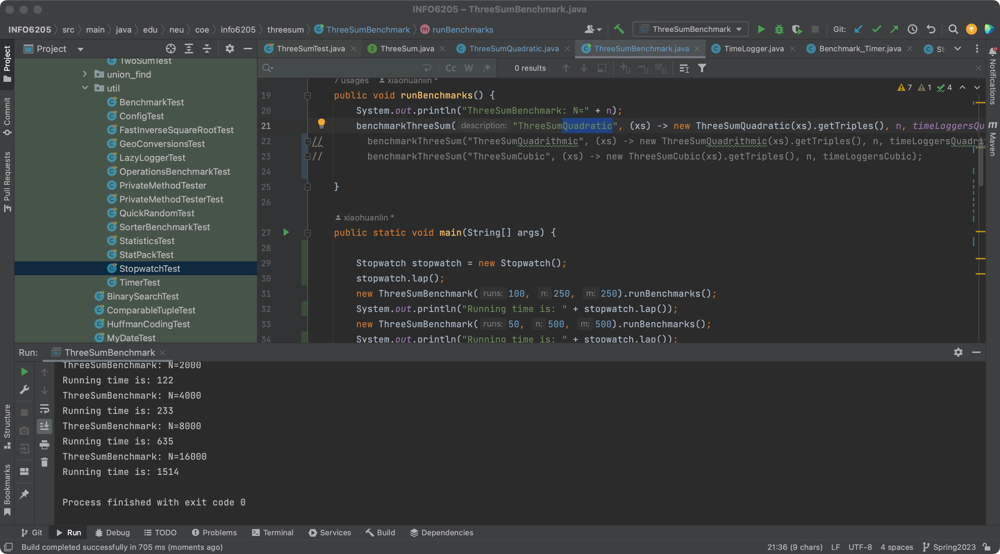 INFO6205 – ThreeSumBenchmark.java
INFO6205 src main java edu neu coe info6205 threesum ThreeSumBenchmark m runBenchmarks
ThreeSumBenchmark
Git:
Project
ThreeSumTest.java
ThreeSum.java
ThreeSumQuadratic.java
ThreeSumBenchmark.java
TimeLogger.java
Benchmark_Timer.java
St
Cc W .*
0 results
Project
Commit
Pull Requests
Structure
Bookmarks
Notifications
m Maven
TwoSumTest
union_find
util
BenchmarkTest
ConfigTest
FastInverseSquareRootTest
GeoConversionsTest
LazyLoggerTest
OperationsBenchmarkTest
PrivateMethodTester
PrivateMethodTesterTest
QuickRandomTest
SorterBenchmarkTest
StatisticsTest
StatPackTest
StopwatchTest
TimerTest
BinarySearchTest
ComparableTupleTest
HuffmanCodingTest
MyDateTest
7 usages xiaohuanlin *
7 1 4
19 public void runBenchmarks() {
20 System.out.println("ThreeSumBenchmark: N=" + n);
21 benchmarkThreeSum( description: "ThreeSumQuadratic", (xs) -> new ThreeSumQuadratic(xs).getTriples(), n, timeLoggersQu
22 // benchmarkThreeSum("ThreeSumQuadrithmic", (xs) -> new ThreeSumQuadrithmic(xs).getTriples(), n, timeLoggersQuadrit
23 // benchmarkThreeSum("ThreeSumCubic", (xs) -> new ThreeSumCubic(xs).getTriples(), n, timeLoggersCubic);
24
25 }
26
xiaohuanlin *
27 public static void main(String[] args) {
28
29 Stopwatch stopwatch = new Stopwatch();
30 stopwatch.lap();
31 new ThreeSumBenchmark( runs: 100, n: 250, m: 250).runBenchmarks();
32 System.out.println("Running time is: " + stopwatch.lap());
33 new ThreeSumBenchmark( runs: 50, n: 500, m: 500).runBenchmarks();
34 System.out.println("Running time is: " + stopwatch.lap());
Run: ThreeSumBenchmark
ThreeSumBenchmark: N=2000
Running time is: 122
ThreeSumBenchmark: N=4000
Running time is: 233
ThreeSumBenchmark: N=8000
Running time is: 635
ThreeSumBenchmark: N=16000
Running time is: 1514
Process finished with exit code 0
Git Run Debug TODO Problems Terminal Services Build Dependencies
Build completed successfully in 705 ms (moments ago)
21:36 (9 chars) LF UTF-8 4 spaces Spring2023